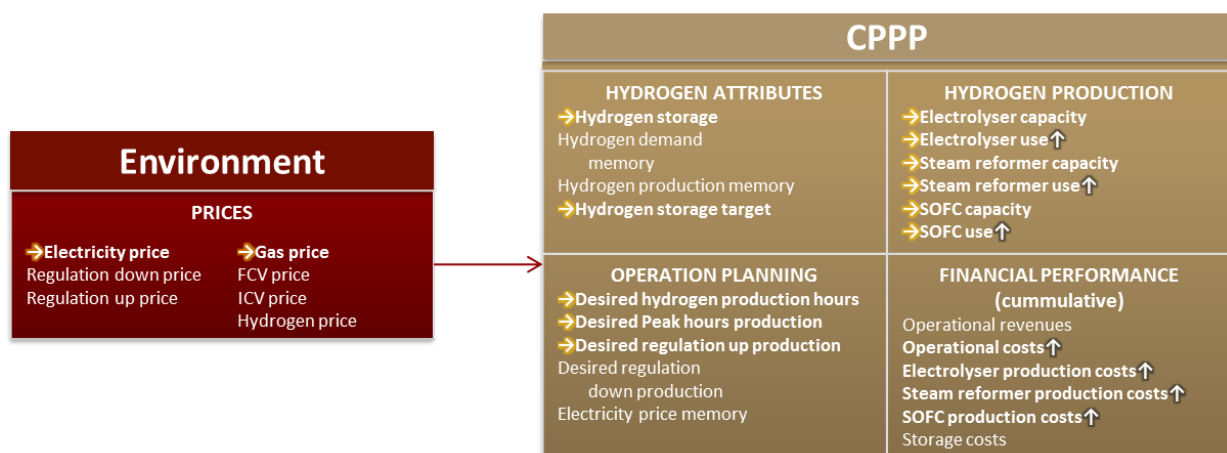 Environment
PRICES
→Electricity price
Regulation down price
Regulation up price
→Gas price
FCV price
ICV price
Hydrogen price
CPPP
HYDROGEN ATTRIBUTES
→Hydrogen storage
Hydrogen demand
memory
Hydrogen production memory
→Hydrogen storage target
HYDROGEN PRODUCTION
→Electrolyser capacity
→Electrolyser use↑
→Steam reformer capacity
→Steam reformer use↑
→SOFC capacity
→SOFC use↑
OPERATION PLANNING
→Desired hydrogen production hours
→Desired Peak hours production
→Desired regulation up production
Desired regulation
down production
Electricity price memory
FINANCIAL PERFORMANCE
(cummulative)
Operational revenues
Operational costs↑
Electrolyser production costs↑
Steam reformer production costs↑
SOFC production costs↑
Storage costs